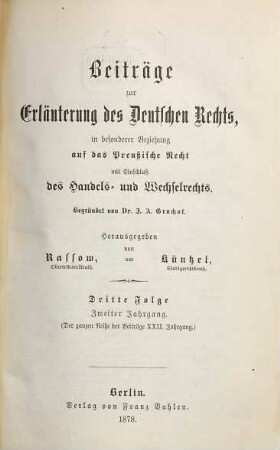 Beiträge
zur
Erläuterung des Deutschen Rechts,
in besonderer Beziehung
auf das Preußische Recht
mit Einschluß
des Handels- und Wechselrechts.
Begründet von Dr. J. A. Gruchot.
Herausgegeben
von
Rassow, und Küntzel,
Dritte Folge
Zweiter Jahrgang.
(Der ganzen Reihe der Beiträge XXII. Jahrgang.)
Berlin.
Verlag von Franz Vahlen.
1878.